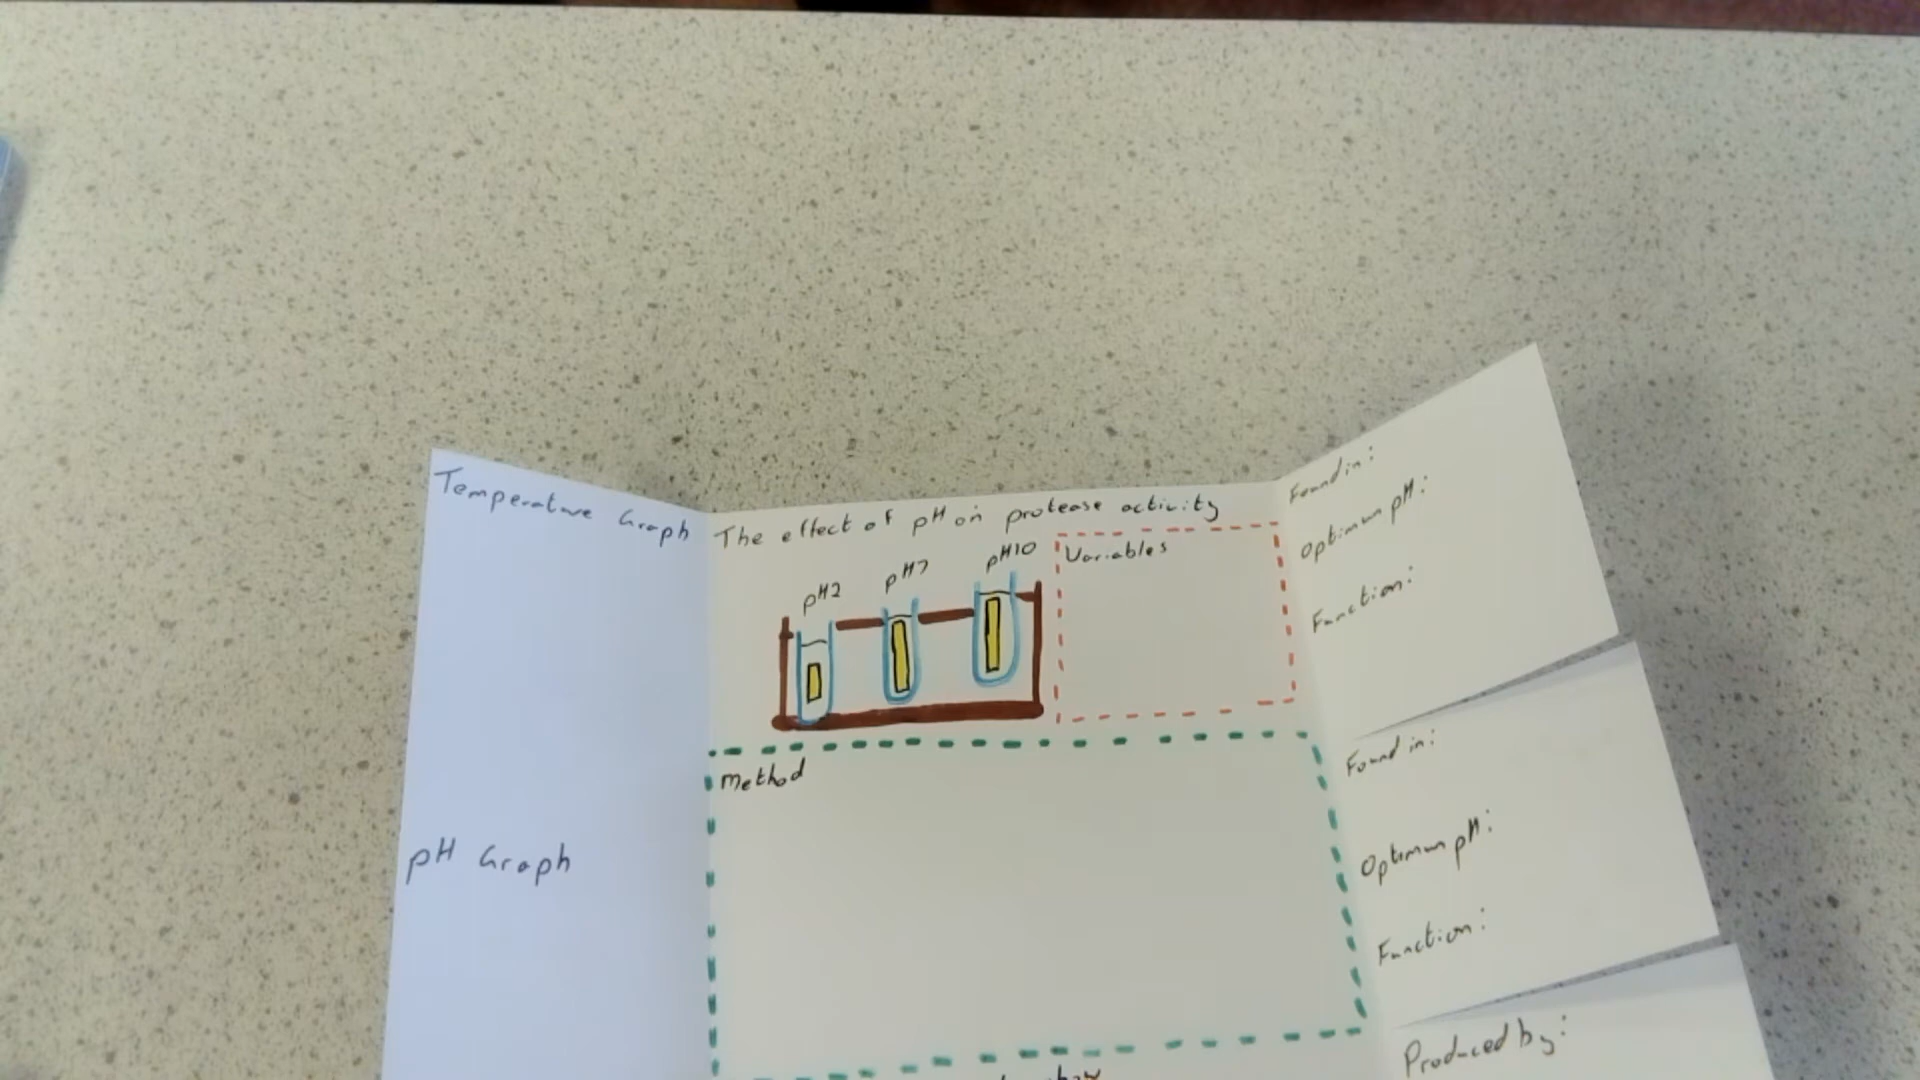 Temperature Graph
pH Graph
The effect of pH on protease activity
pH2
pH7
pH10
Variables
Method
Found in:
Optimum pH:
Function:
Found in:
Optimum pH:
Function:
Produced by: